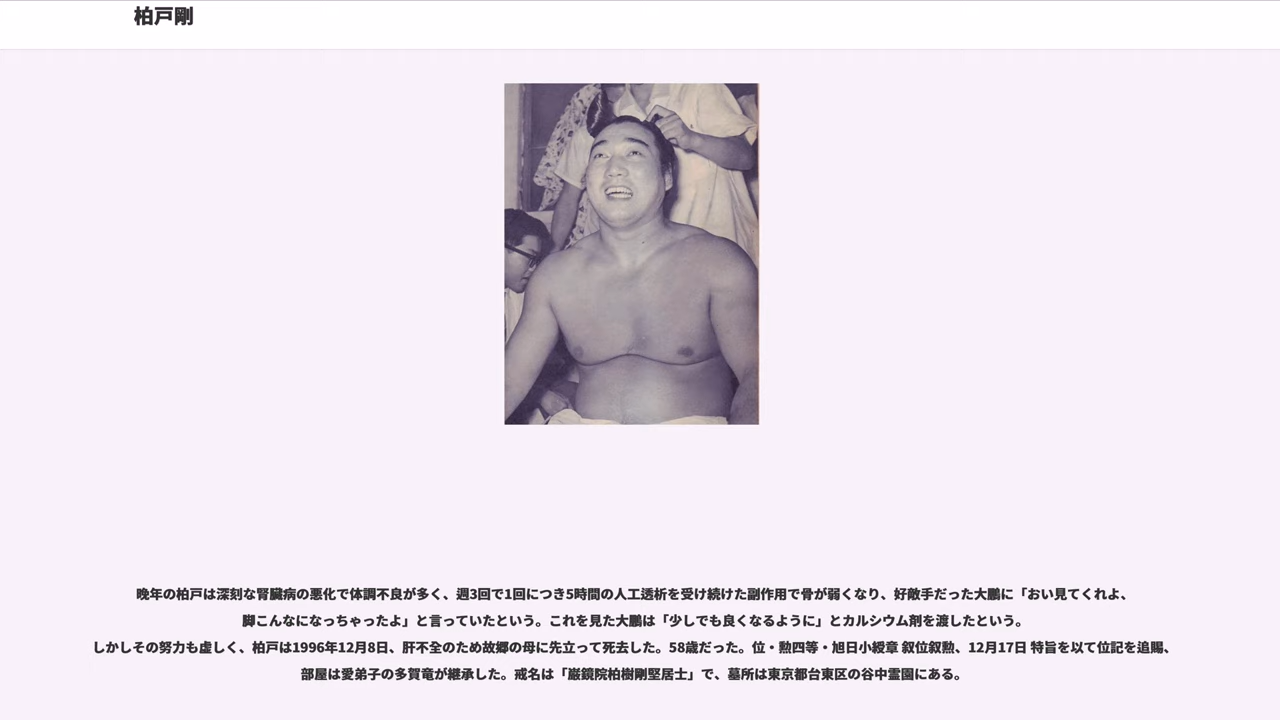 柏戸剛
晩年の柏戸は深刻な腎臓病の悪化で体調不良が多く、週3回で1回につき5時間の人工透析を受け続けた副作用で骨が弱くなり、好敵手だった大鵬に「おい見てくれよ、
脚こんなになっちゃったよ」と言っていたという。これを見た大鵬は「少しでも良くなるように」とカルシウム剤を渡したという。
しかしその努力も虚しく、柏戸は1996年12月8日、肝不全のため故郷の母に先立って死去した。58歳だった。位・勲四等・旭日小綬章 叙位叙勲、12月17日 特旨を以て位記を追賜、
部屋は愛弟子の多賀竜が継承した。戒名は「巌鏡院柏樹剛堅居士」で、墓所は東京都台東区の谷中霊園にある。